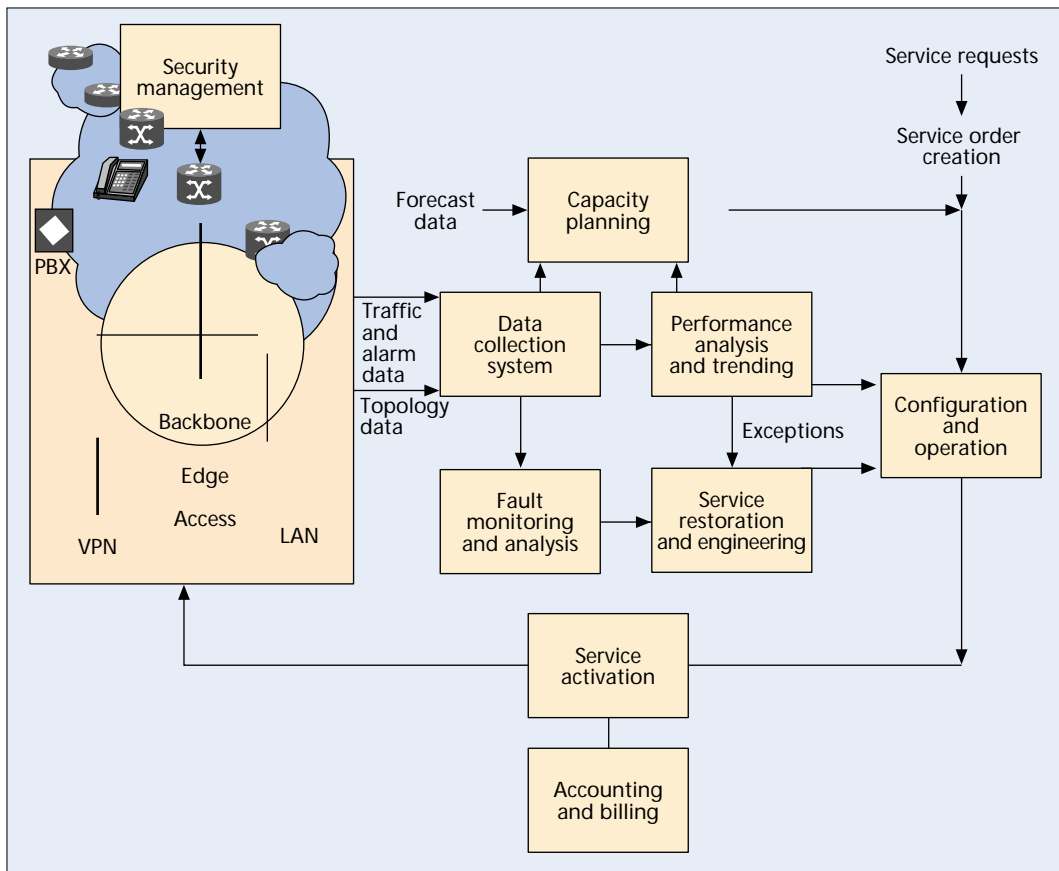 Security
management
Service requests
Service order
creation
Forecast
data
Capacity
planning
PBX
Traffic
and
alarm
data
Topology
data
Data
collection
system
Performance
analysis
and trending
Configuration
and
operation
Exceptions
Backbone
Edge
Access
VPN
LAN
Fault
monitoring
and analysis
Service
restoration
and engineering
Service
activation
Accounting
and billing